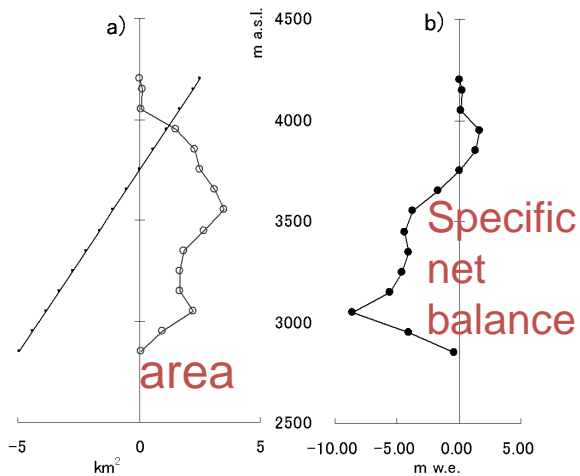 a)
b)
m a.s.l.
4500
4000
3500
3000
2500
area
Specific
net
balance
-5
0
5
km²
-10.00
-5.00
0.00
5.00
m w.e.